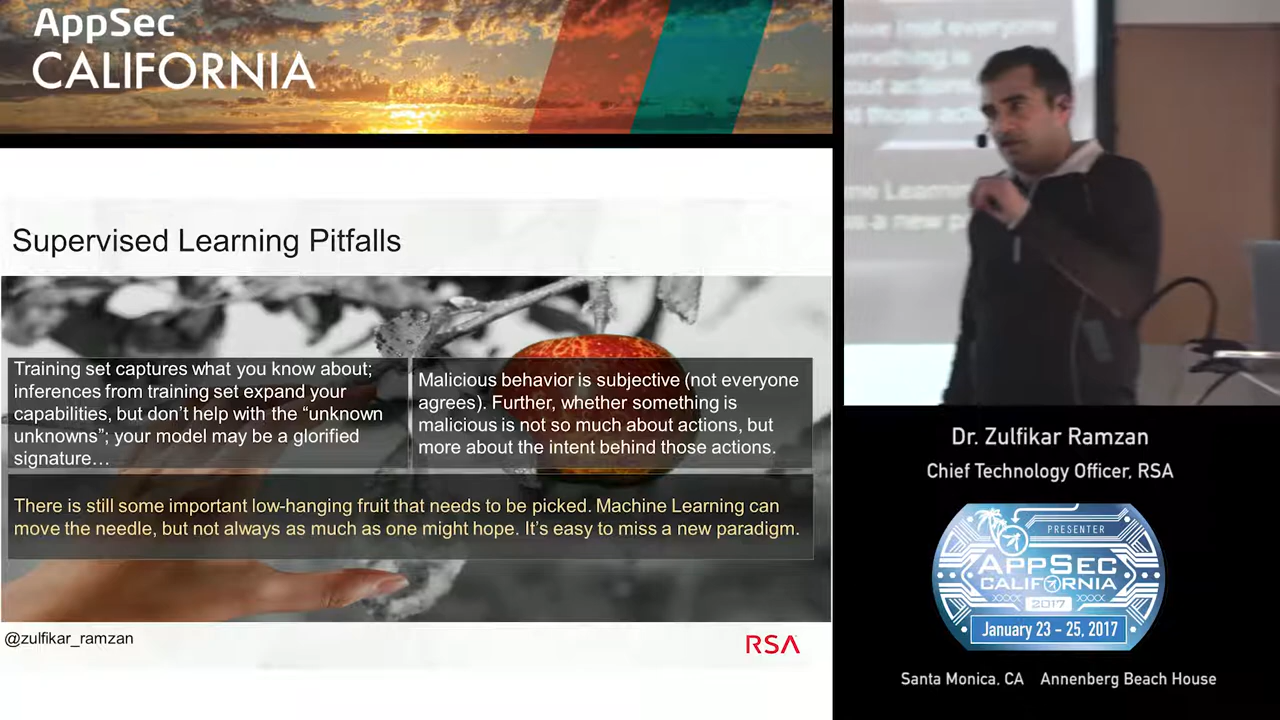 AppSec
CALIFORNIA
Supervised Learning Pitfalls
Training set captures what you know about;
inferences from training set expand your
capabilities, but don’t help with the “unknown
unknowns”; your model may be a glorified
signature…
Malicious behavior is subjective (not everyone
agrees). Further, whether something is
malicious is not so much about actions, but
more about the intent behind those actions.
There is still some important low-hanging fruit that needs to be picked. Machine Learning can
move the needle, but not always as much as one might hope. It’s easy to miss a new paradigm.
@zulfikar_ramzan
RSA
Dr. Zulfikar Ramzan
Chief Technology Officer, RSA
PRESENTER
APPSEC
CALIFORNIA
2017
January 23 - 25, 2017
Santa Monica, CA Annenberg Beach House